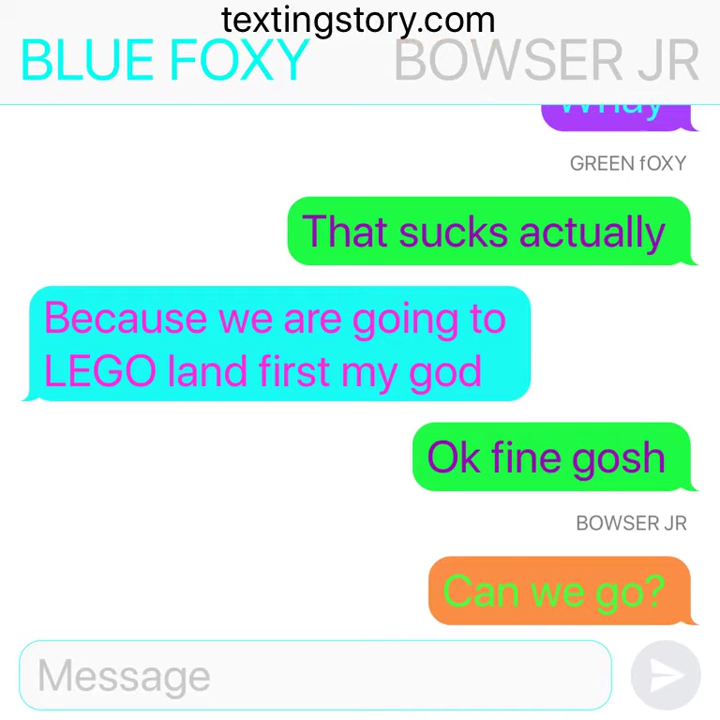 textingstory.com
BLUE FOXY BOWSER JR
GREEN fOXY
That sucks actually
Because we are going to
LEGO land first my god
Ok fine gosh
BOWSER JR
Can we go?
Message